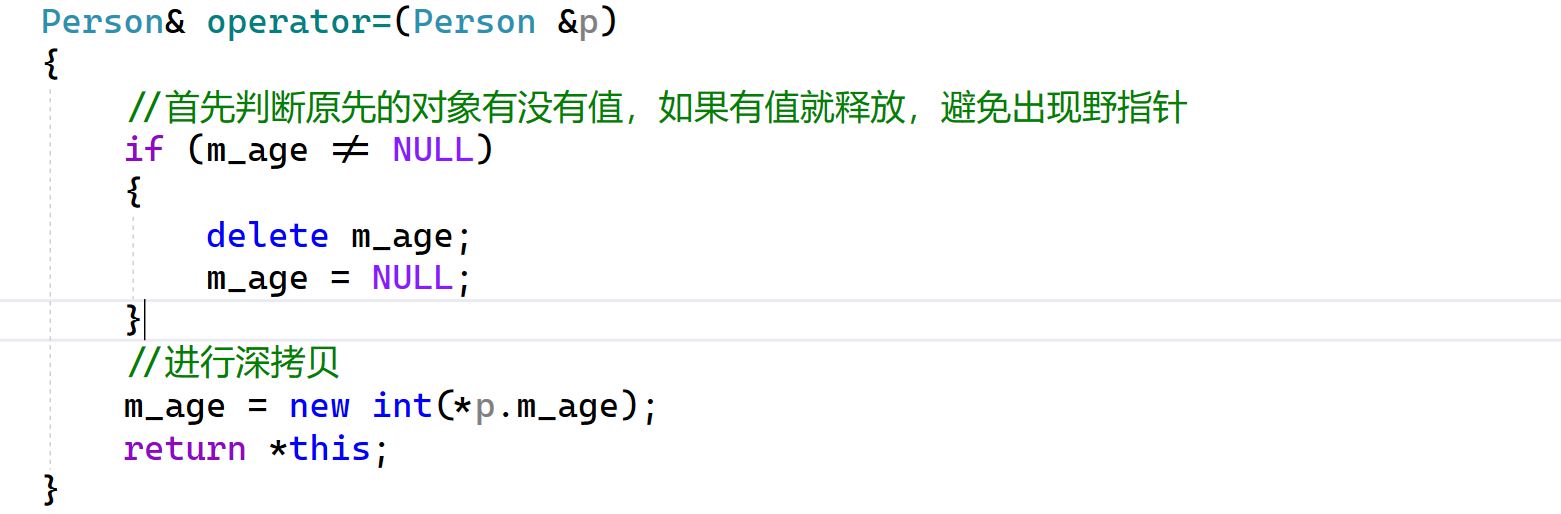 Person& operator=(Person &p)
{
//首先判断原先的对象有没有值，如果有值就释放，避免出现野指针
if (m_age ≠ NULL)
{
delete m_age;
m_age = NULL;
}
//进行深拷贝
m_age = new int(*p.m_age);
return *this;
}